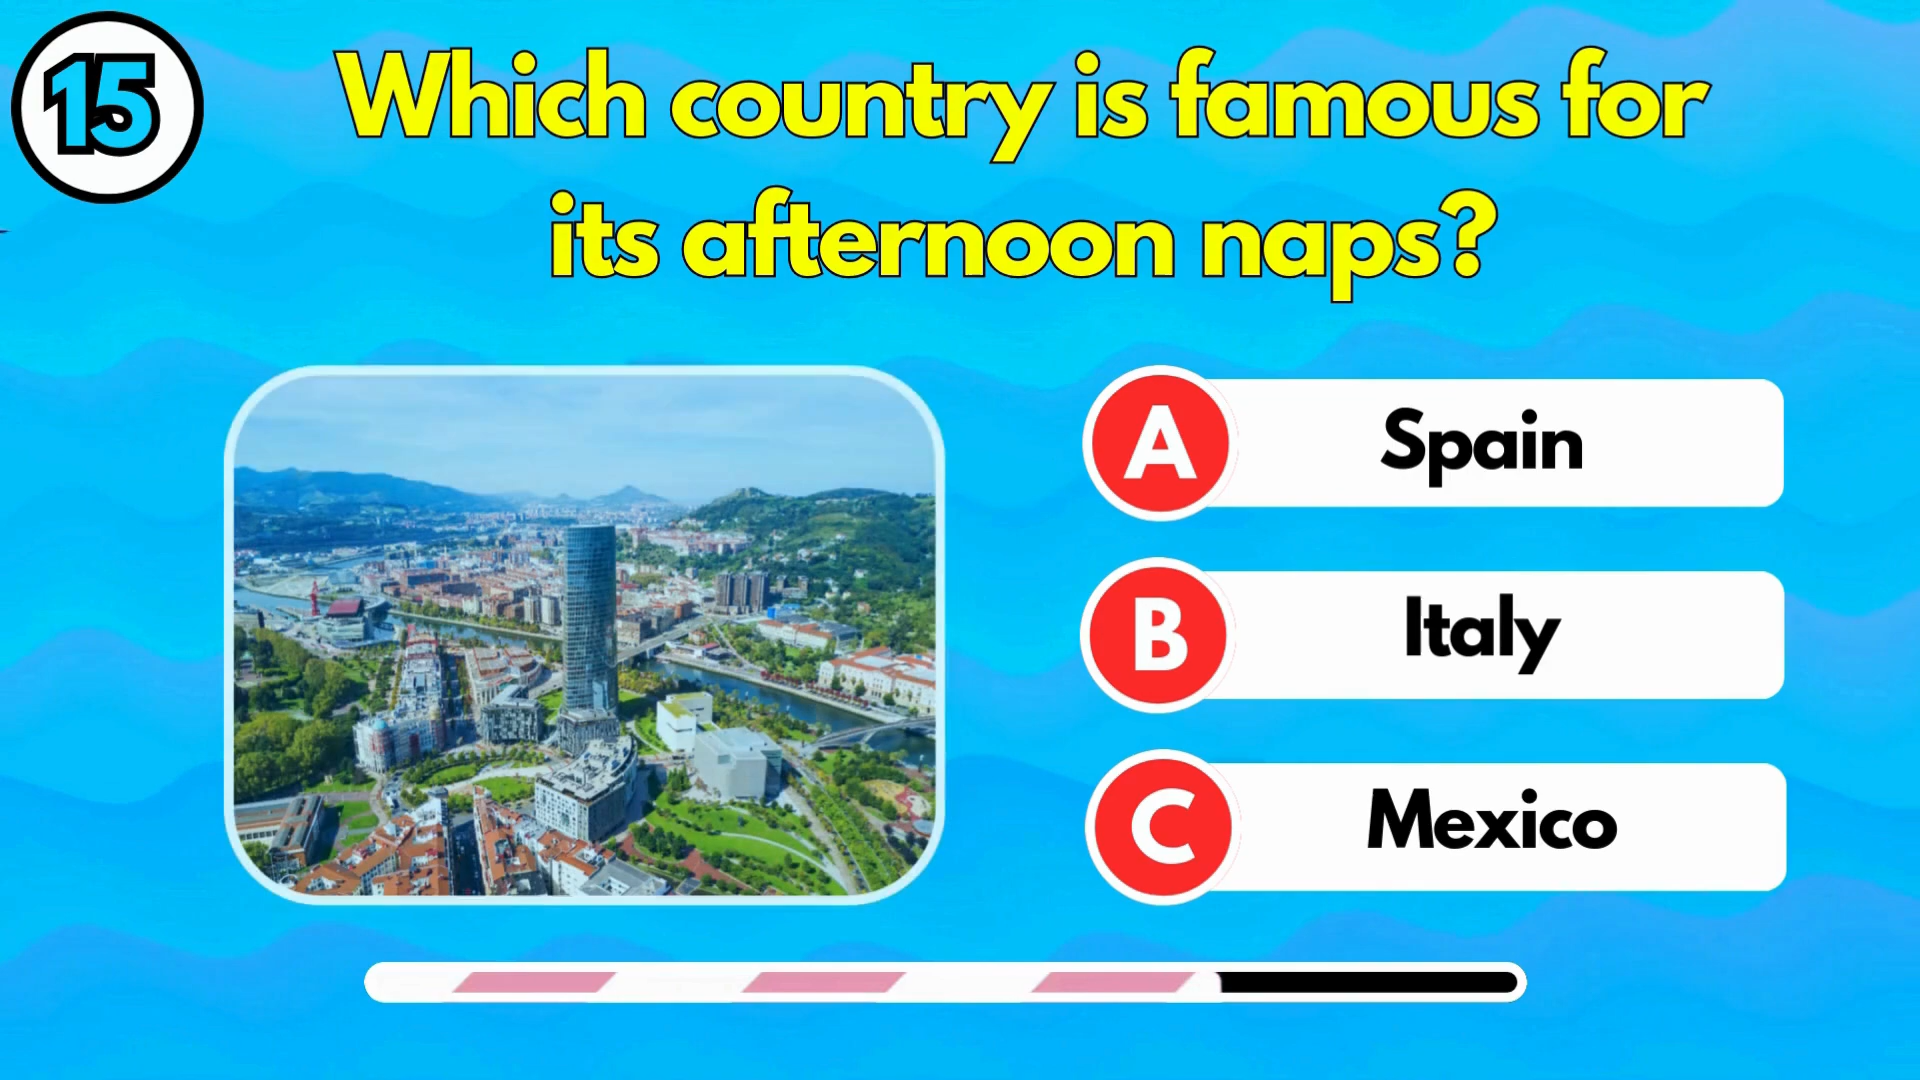 15
Which country is famous for
its afternoon naps?
A Spain
B Italy
C Mexico